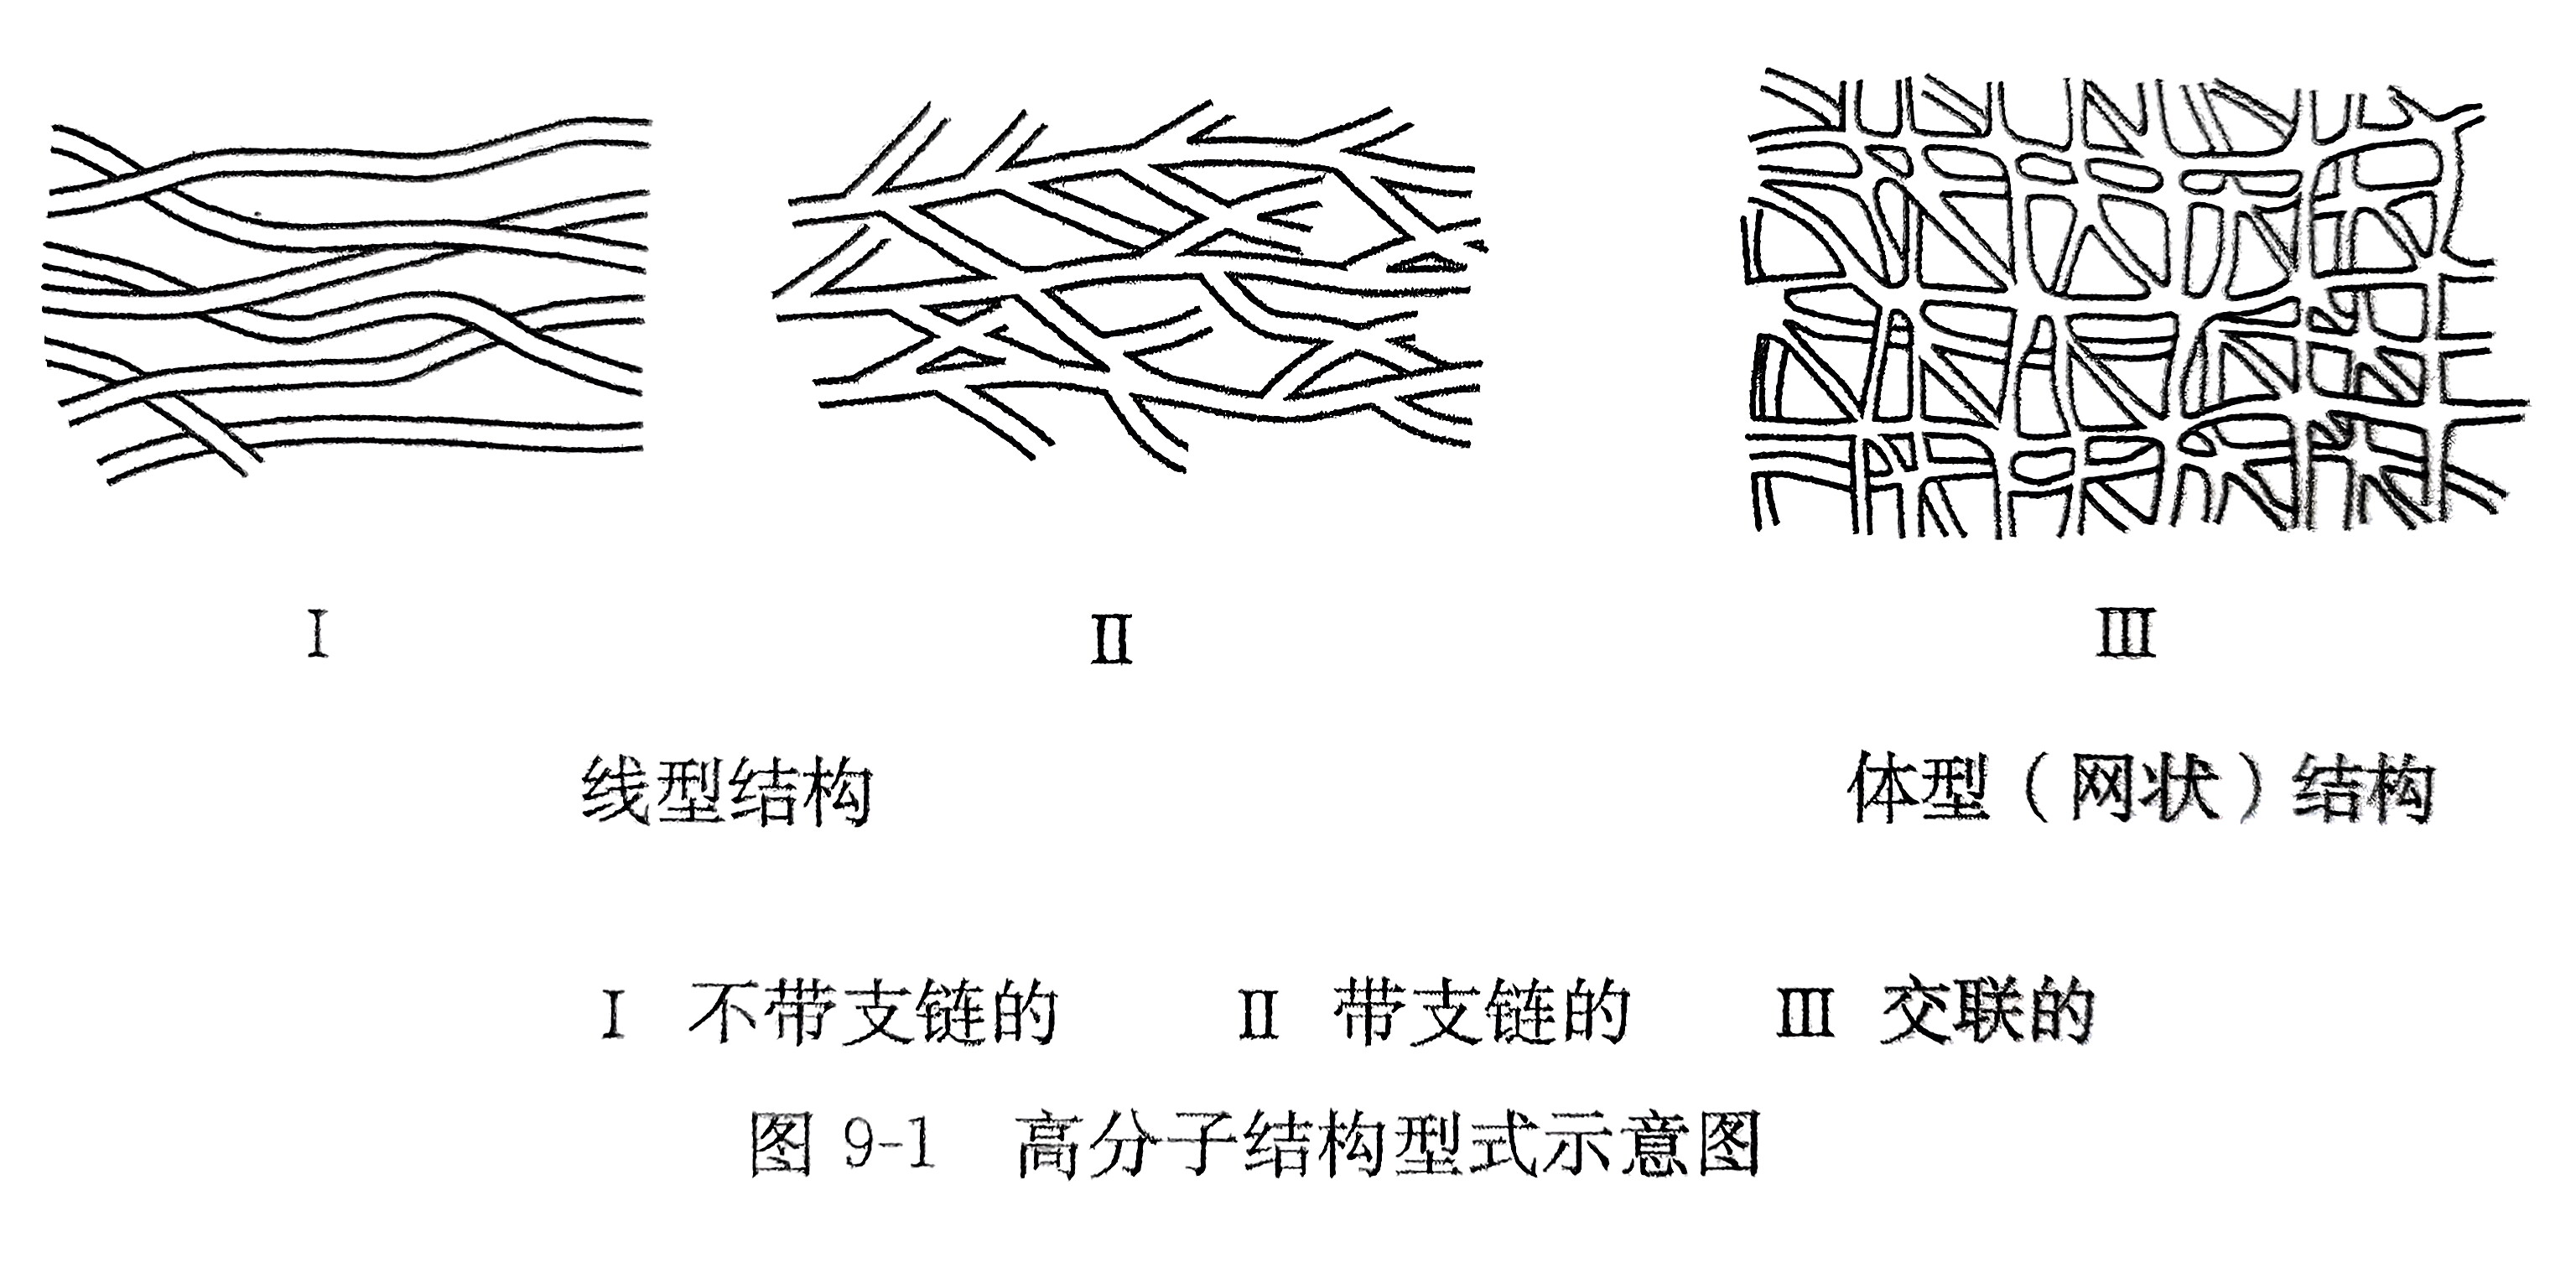 Ⅰ Ⅱ Ⅲ
线型结构 体型（网状）结构
Ⅰ 不带支链的 Ⅱ 带支链的 Ⅲ 交联的
图 9-1 高分子结构型式示意图